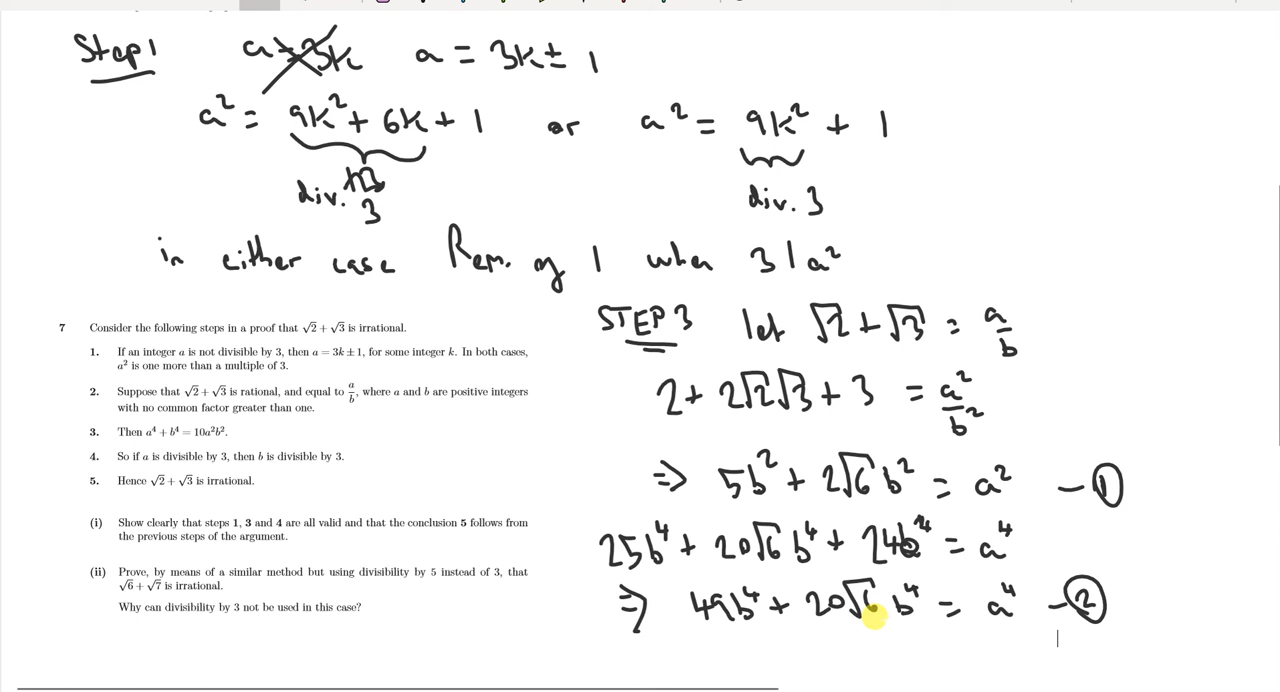 Step 1 a = 3k a = 3k ± 1
a² = 9k² + 6k + 1 or a² = 9k² + 1
div. 3 div. 3
in either case Rem. of 1 when 3 | a²
STEP 3 let √2 + √3 = a/b
2 + 2√2√3 + 3 = a²/b²
⇒ 5b² + 2√6 b² = a² — ①
25b⁴ + 20√6 b⁴ + 24b⁴ = a⁴
⇒ 49b⁴ + 20√6 b⁴ = a⁴ — ②
7 Consider the following steps in a proof that √2 + √3 is irrational.
1. If an integer a is not divisible by 3, then a = 3k ± 1, for some integer k. In both cases,
a² is one more than a multiple of 3.
2. Suppose that √2 + √3 is rational, and equal to a/b, where a and b are positive integers
with no common factor greater than one.
3. Then a⁴ + b⁴ = 10a²b².
4. So if a is divisible by 3, then b is divisible by 3.
5. Hence √2 + √3 is irrational.
(i) Show clearly that steps 1, 3 and 4 are all valid and that the conclusion 5 follows from
the previous steps of the argument.
(ii) Prove, by means of a similar method but using divisibility by 5 instead of 3, that
√6 + √7 is irrational.
Why can divisibility by 3 not be used in this case?